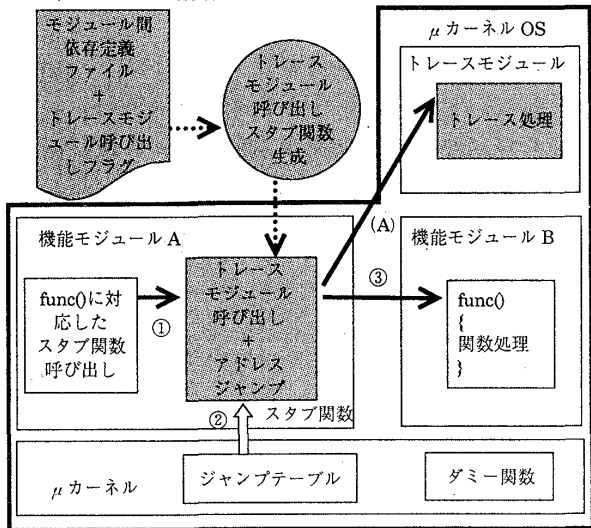 モジュール間
依存定義
ファイル
+
トレースモジ
ュール呼び出
しフラグ
トレース
モジュール
呼び出し
スタブ関数
生成
μカーネル OS
トレースモジュール
トレース処理
(A)
機能モジュール A
func()に対
応した
スタブ関数
呼び出し
①
トレース
モジュール
呼び出し
+
アドレス
ジャンプ
②
スタブ関数
③
機能モジュール B
func()
{
関数処理
}
μカーネル
ジャンプテーブル
ダミー関数